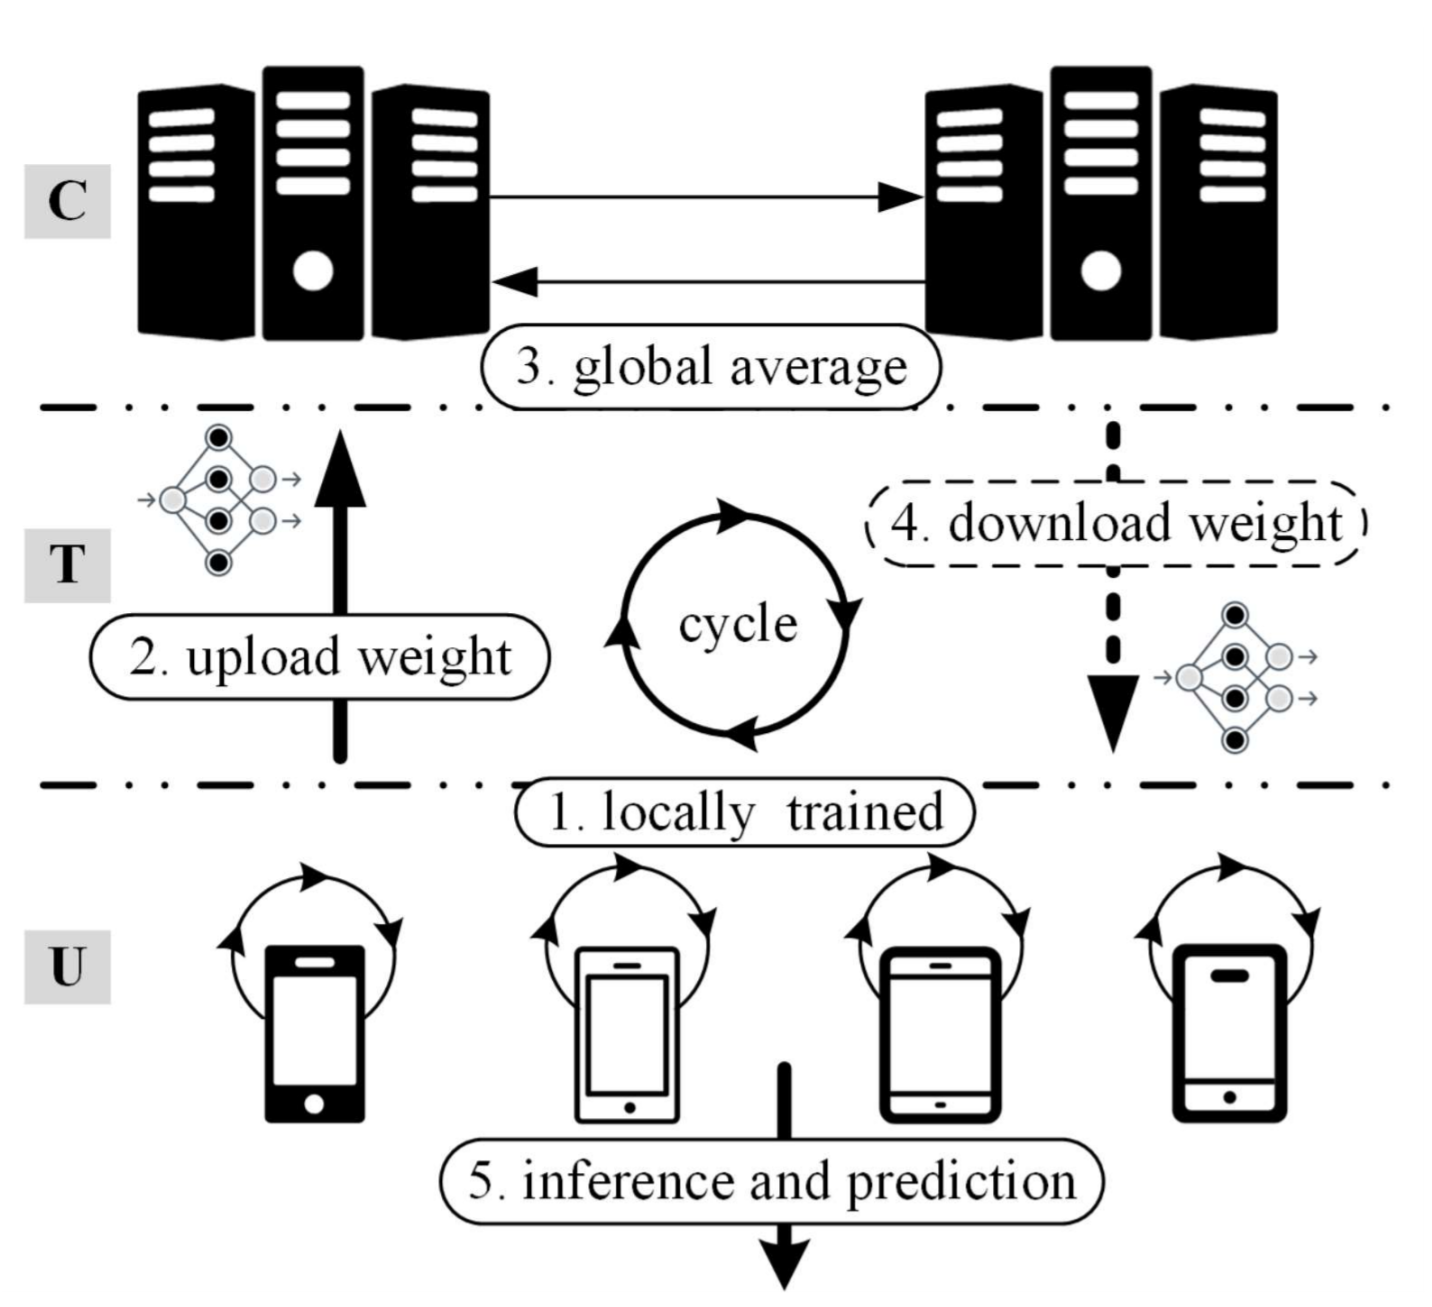 C
3. global average
T
4. download weight
cycle
2. upload weight
1. locally trained
U
5. inference and prediction